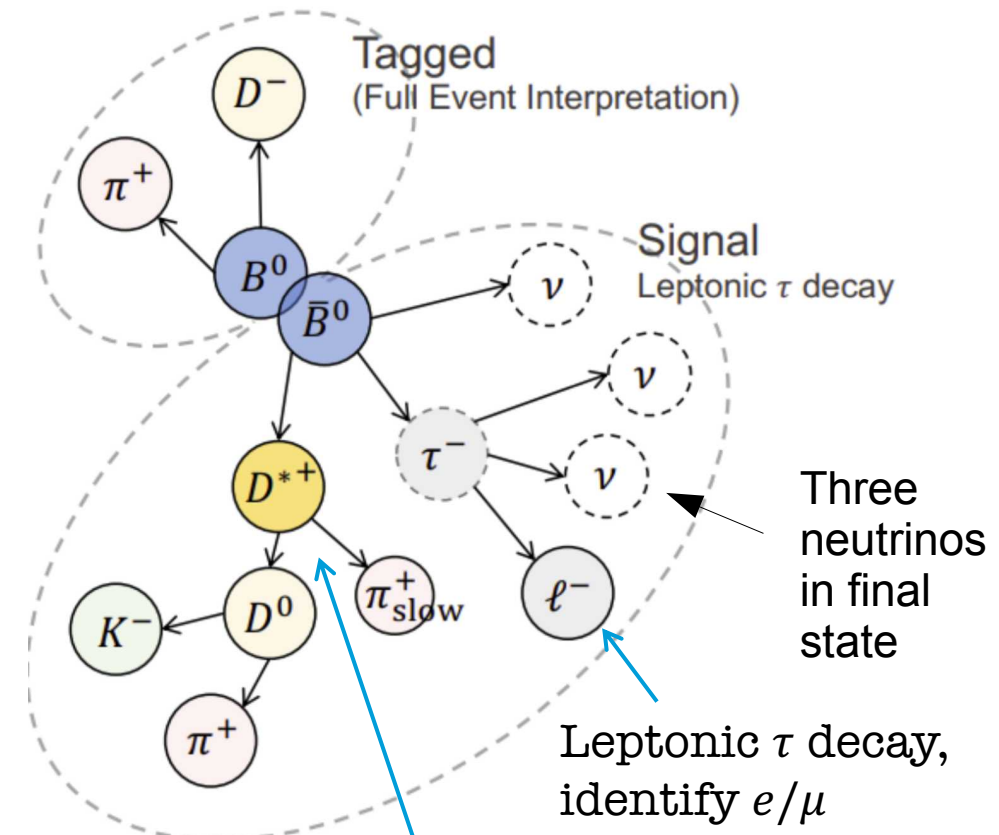 Tagged
(Full Event Interpretation)
D⁻
π⁺
B⁰
B̄⁰
Signal
Leptonic τ decay
ν
ν
τ⁻
ν
D*⁺
Three
neutrinos
in final
state
K⁻
D⁰
π⁺slow
ℓ⁻
π⁺
Leptonic τ decay,
identify e/μ